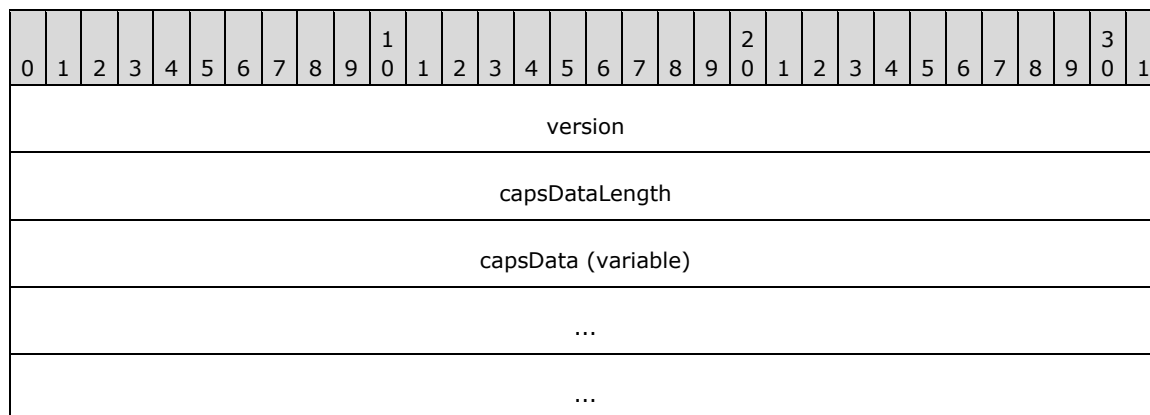 1 2 3
0 1 2 3 4 5 6 7 8 9 0 1 2 3 4 5 6 7 8 9 0 1 2 3 4 5 6 7 8 9 0 1
version
capsDataLength
capsData (variable)
...
...